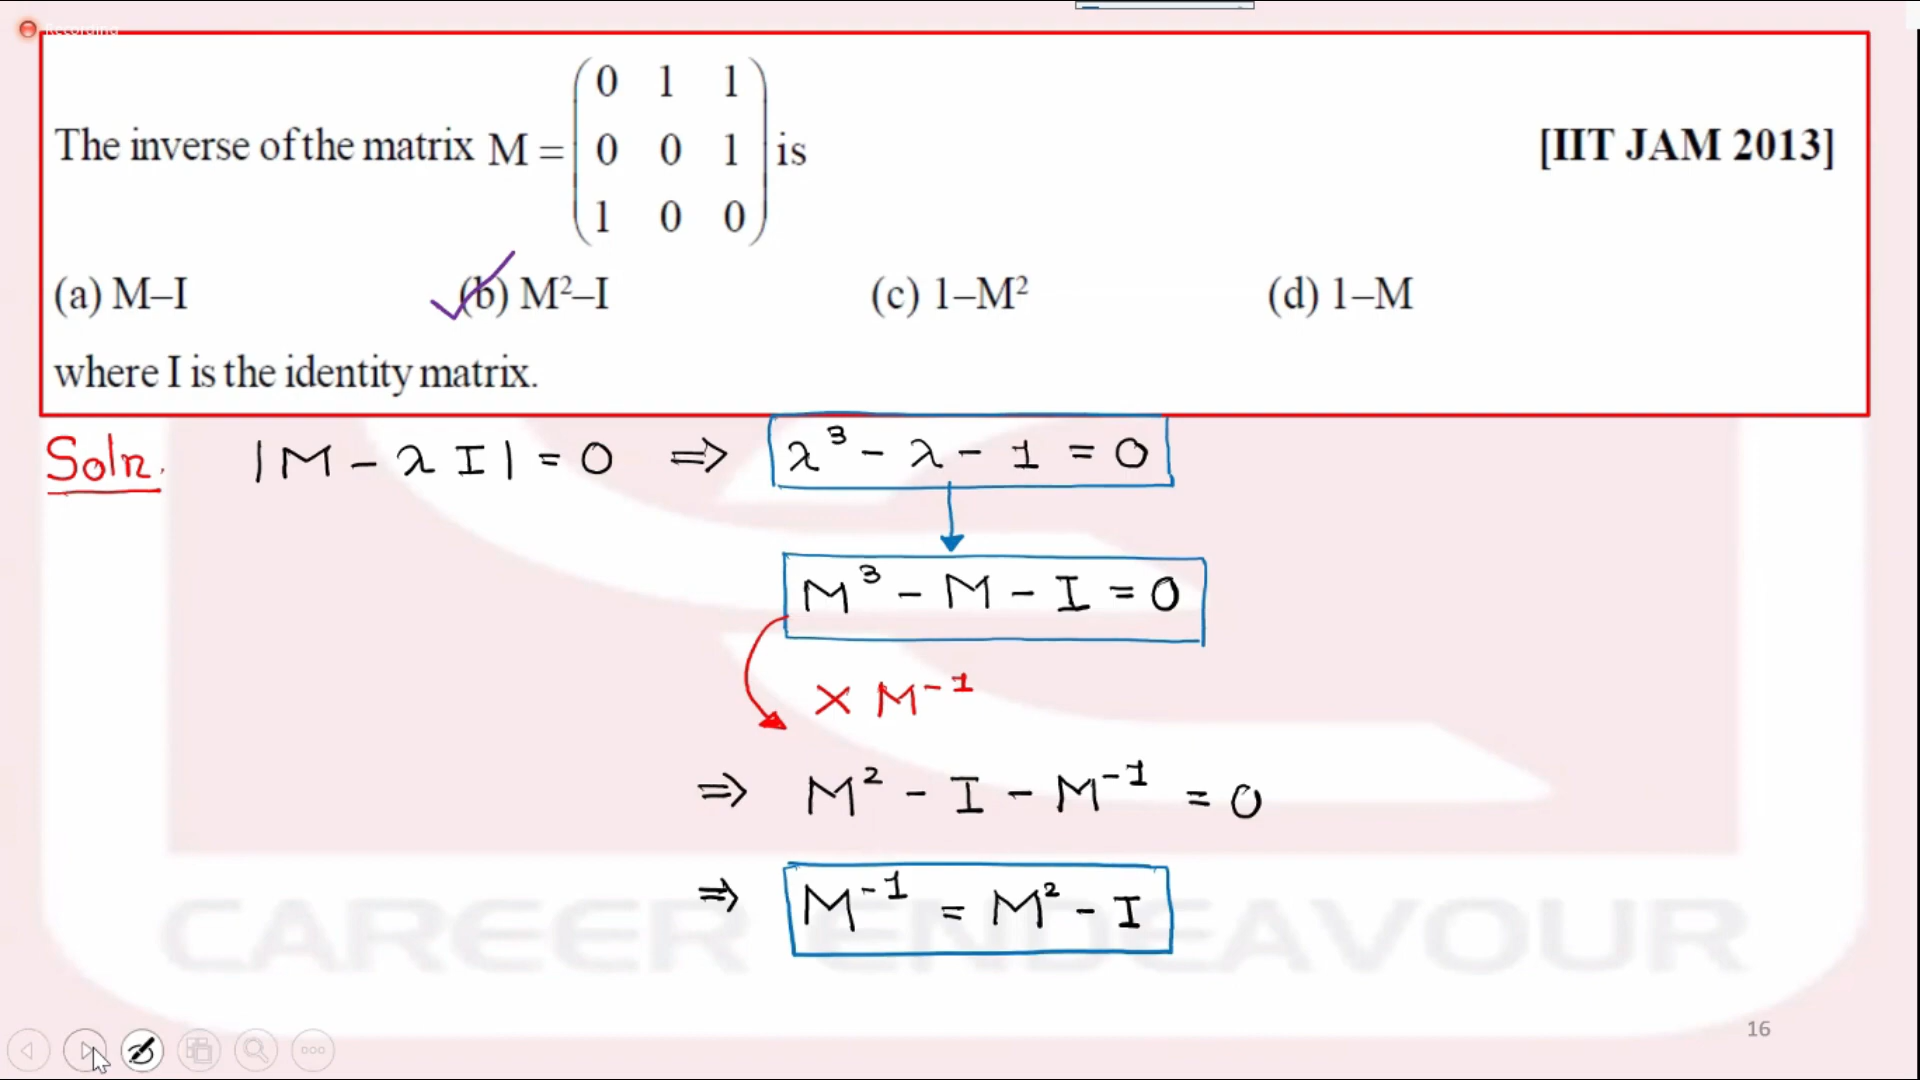 Recording
The inverse of the matrix M = (0 1 1
0 0 1
1 0 0) is [IIT JAM 2013]
(a) M–I (b) M²–I (c) 1–M² (d) 1–M
where I is the identity matrix.
Soln. |M - λI| = 0 ⇒ λ³ - λ - 1 = 0
M³ - M - I = 0
× M⁻¹
⇒ M² - I - M⁻¹ = 0
⇒ M⁻¹ = M² - I
CAREER ENDEAVOUR
16